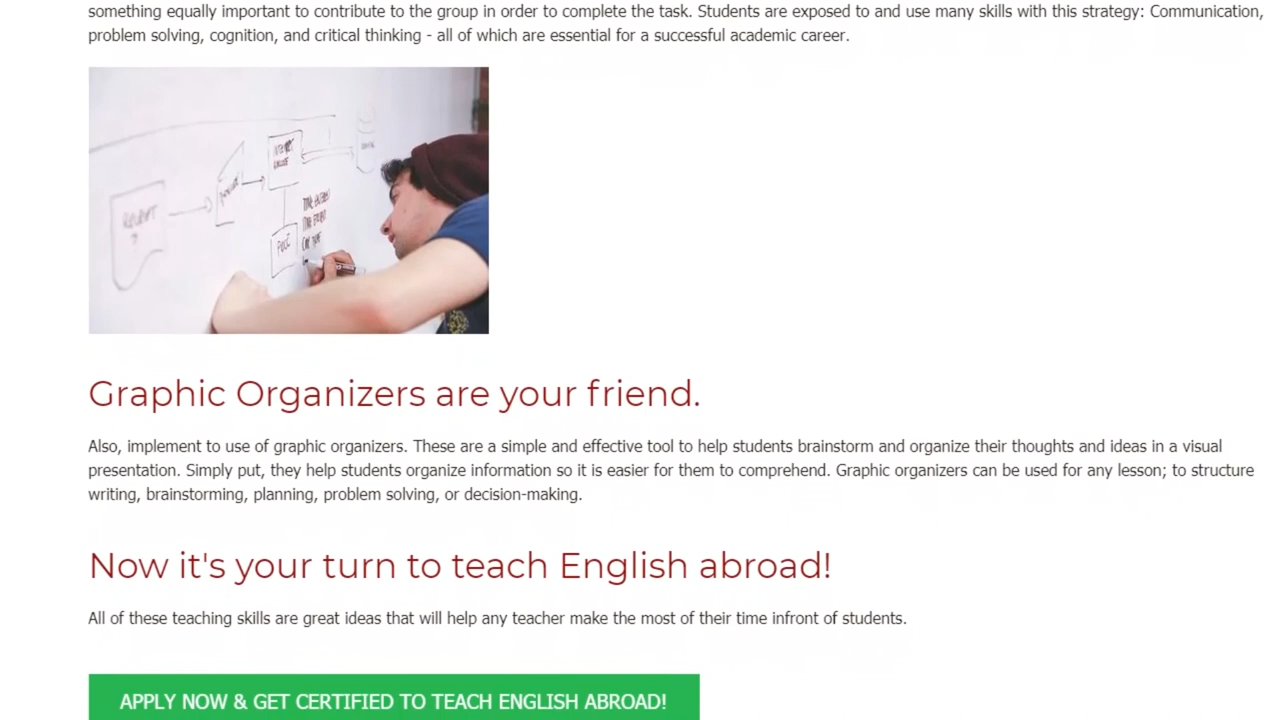 something equally important to contribute to the group in order to complete the task. Students are exposed to and use many skills with this strategy: Communication,
problem solving, cognition, and critical thinking - all of which are essential for a successful academic career.
POST
Graphic Organizers are your friend.
Also, implement to use of graphic organizers. These are a simple and effective tool to help students brainstorm and organize their thoughts and ideas in a visual
presentation. Simply put, they help students organize information so it is easier for them to comprehend. Graphic organizers can be used for any lesson; to structure
writing, brainstorming, planning, problem solving, or decision-making.
Now it's your turn to teach English abroad!
All of these teaching skills are great ideas that will help any teacher make the most of their time infront of students.
APPLY NOW & GET CERTIFIED TO TEACH ENGLISH ABROAD!